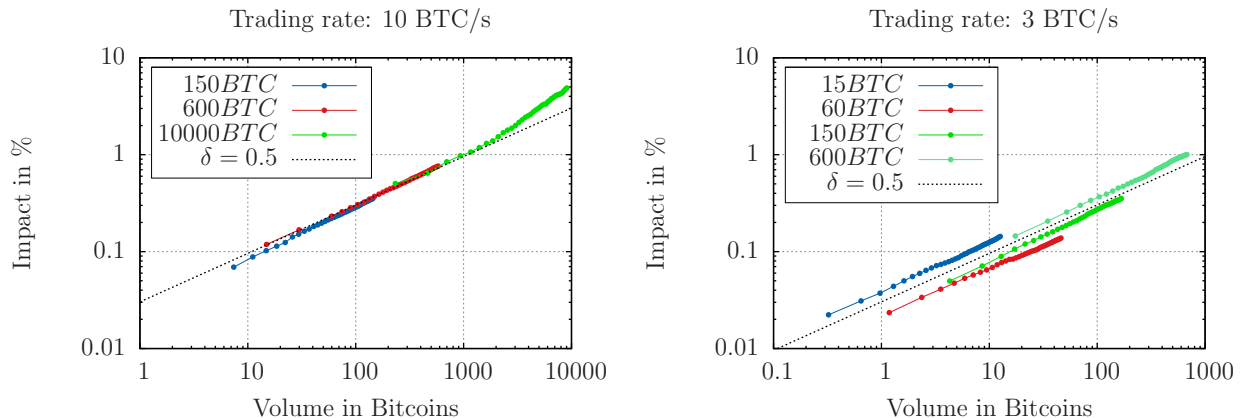 Trading rate: 10 BTC/s
10
1
0.1
0.01
Impact in %
150BTC
600BTC
10000BTC
δ = 0.5
1
10
100
1000
10000
Volume in Bitcoins
Trading rate: 3 BTC/s
10
1
0.1
0.01
Impact in %
15BTC
60BTC
150BTC
600BTC
δ = 0.5
0.1
1
10
100
1000
Volume in Bitcoins